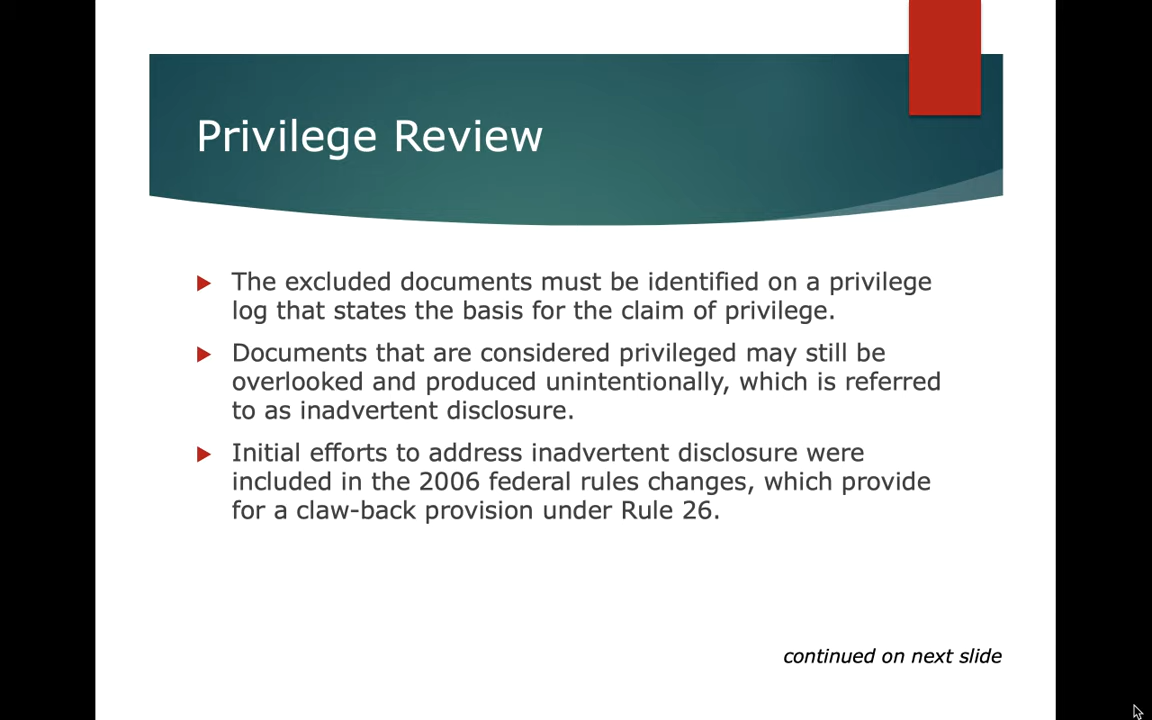 Privilege Review
The excluded documents must be identified on a privilege
log that states the basis for the claim of privilege.
Documents that are considered privileged may still be
overlooked and produced unintentionally, which is referred
to as inadvertent disclosure.
Initial efforts to address inadvertent disclosure were
included in the 2006 federal rules changes, which provide
for a claw-back provision under Rule 26.
continued on next slide